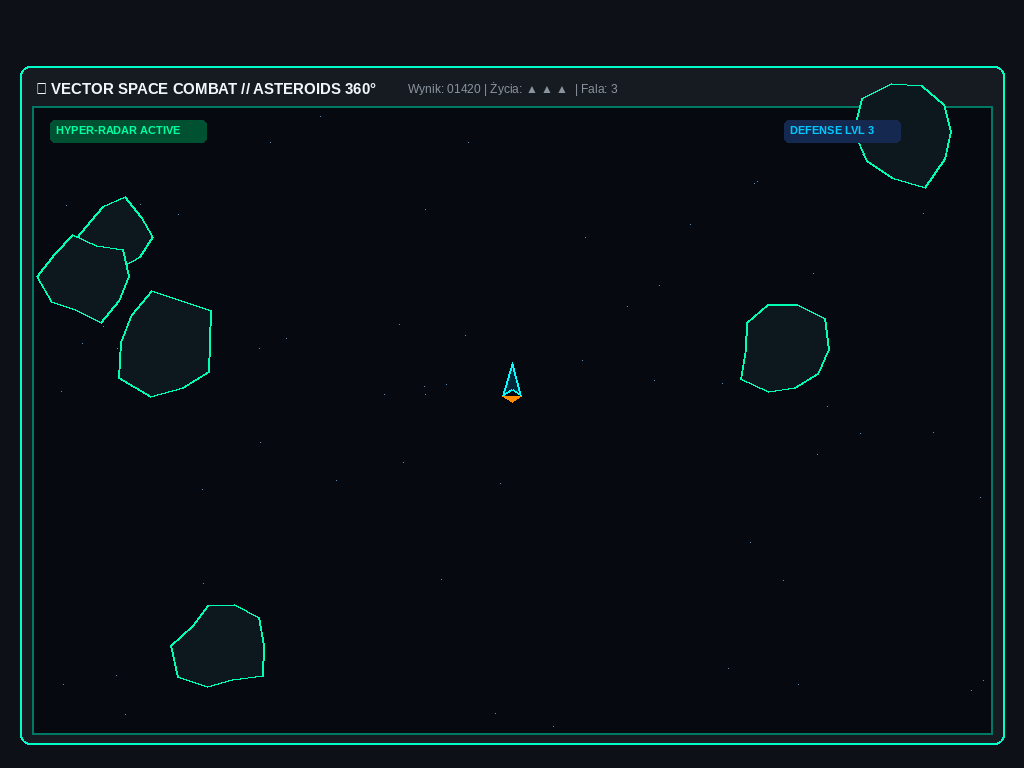 VECTOR SPACE COMBAT // ASTEROIDS 360° Wynik: 01420 | Życia: ▲ ▲ ▲ | Fala: 3
HYPER-RADAR ACTIVE
DEFENSE LVL 3